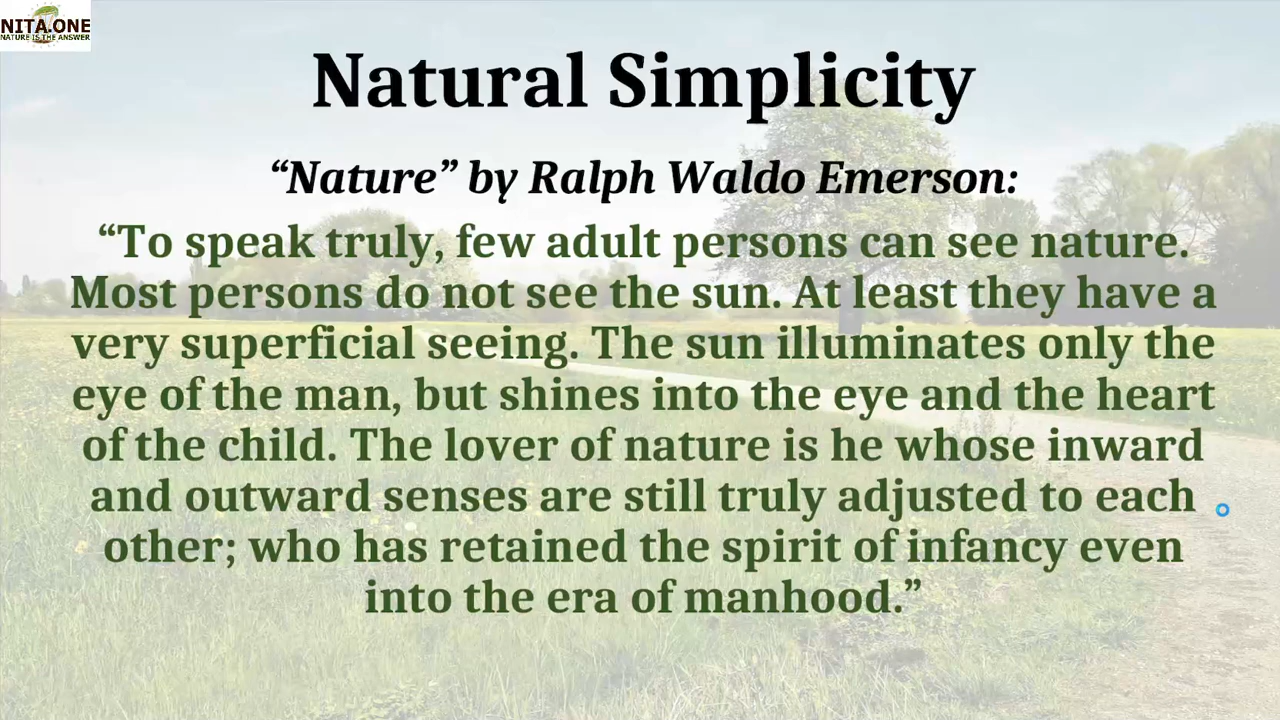 NITA.ONE
NATURE IS THE ANSWER
Natural Simplicity
“Nature” by Ralph Waldo Emerson:
“To speak truly, few adult persons can see nature.
Most persons do not see the sun. At least they have a
very superficial seeing. The sun illuminates only the
eye of the man, but shines into the eye and the heart
of the child. The lover of nature is he whose inward
and outward senses are still truly adjusted to each
other; who has retained the spirit of infancy even
into the era of manhood.”